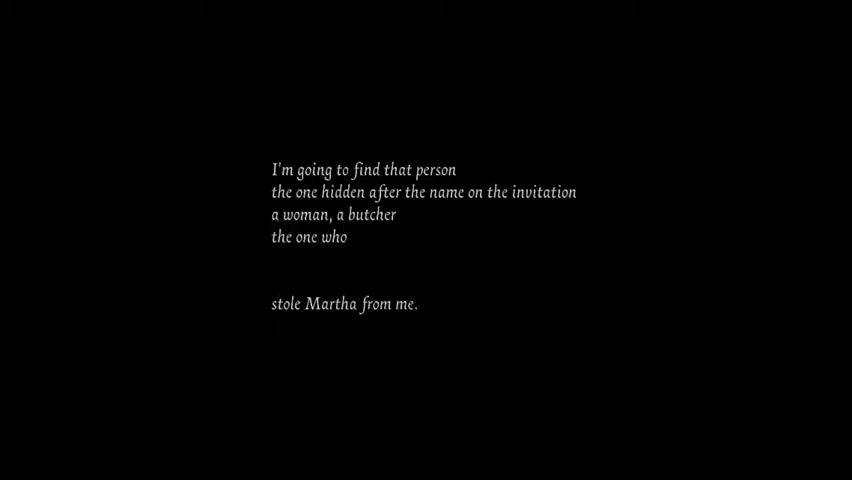 I'm going to find that person
the one hidden after the name on the invitation
a woman, a butcher
the one who
stole Martha from me.